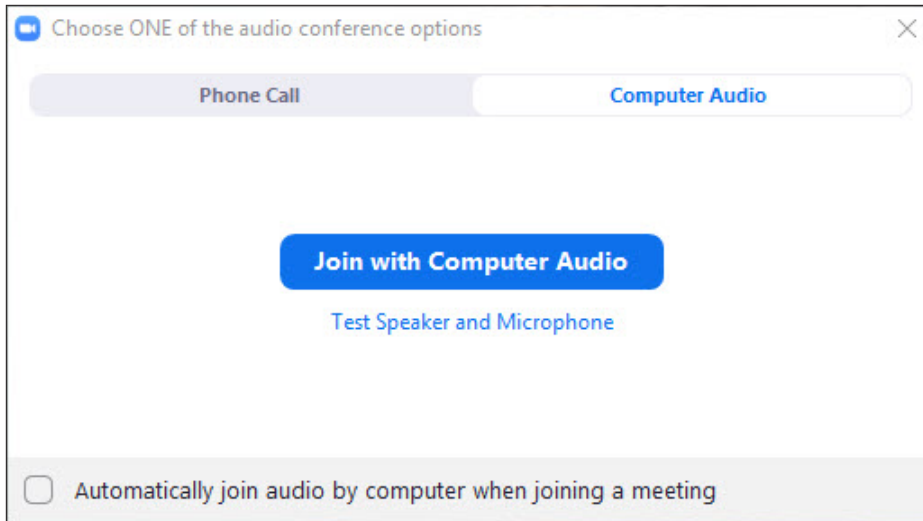 Choose ONE of the audio conference options
Phone Call
Computer Audio
Join with Computer Audio
Test Speaker and Microphone
Automatically join audio by computer when joining a meeting